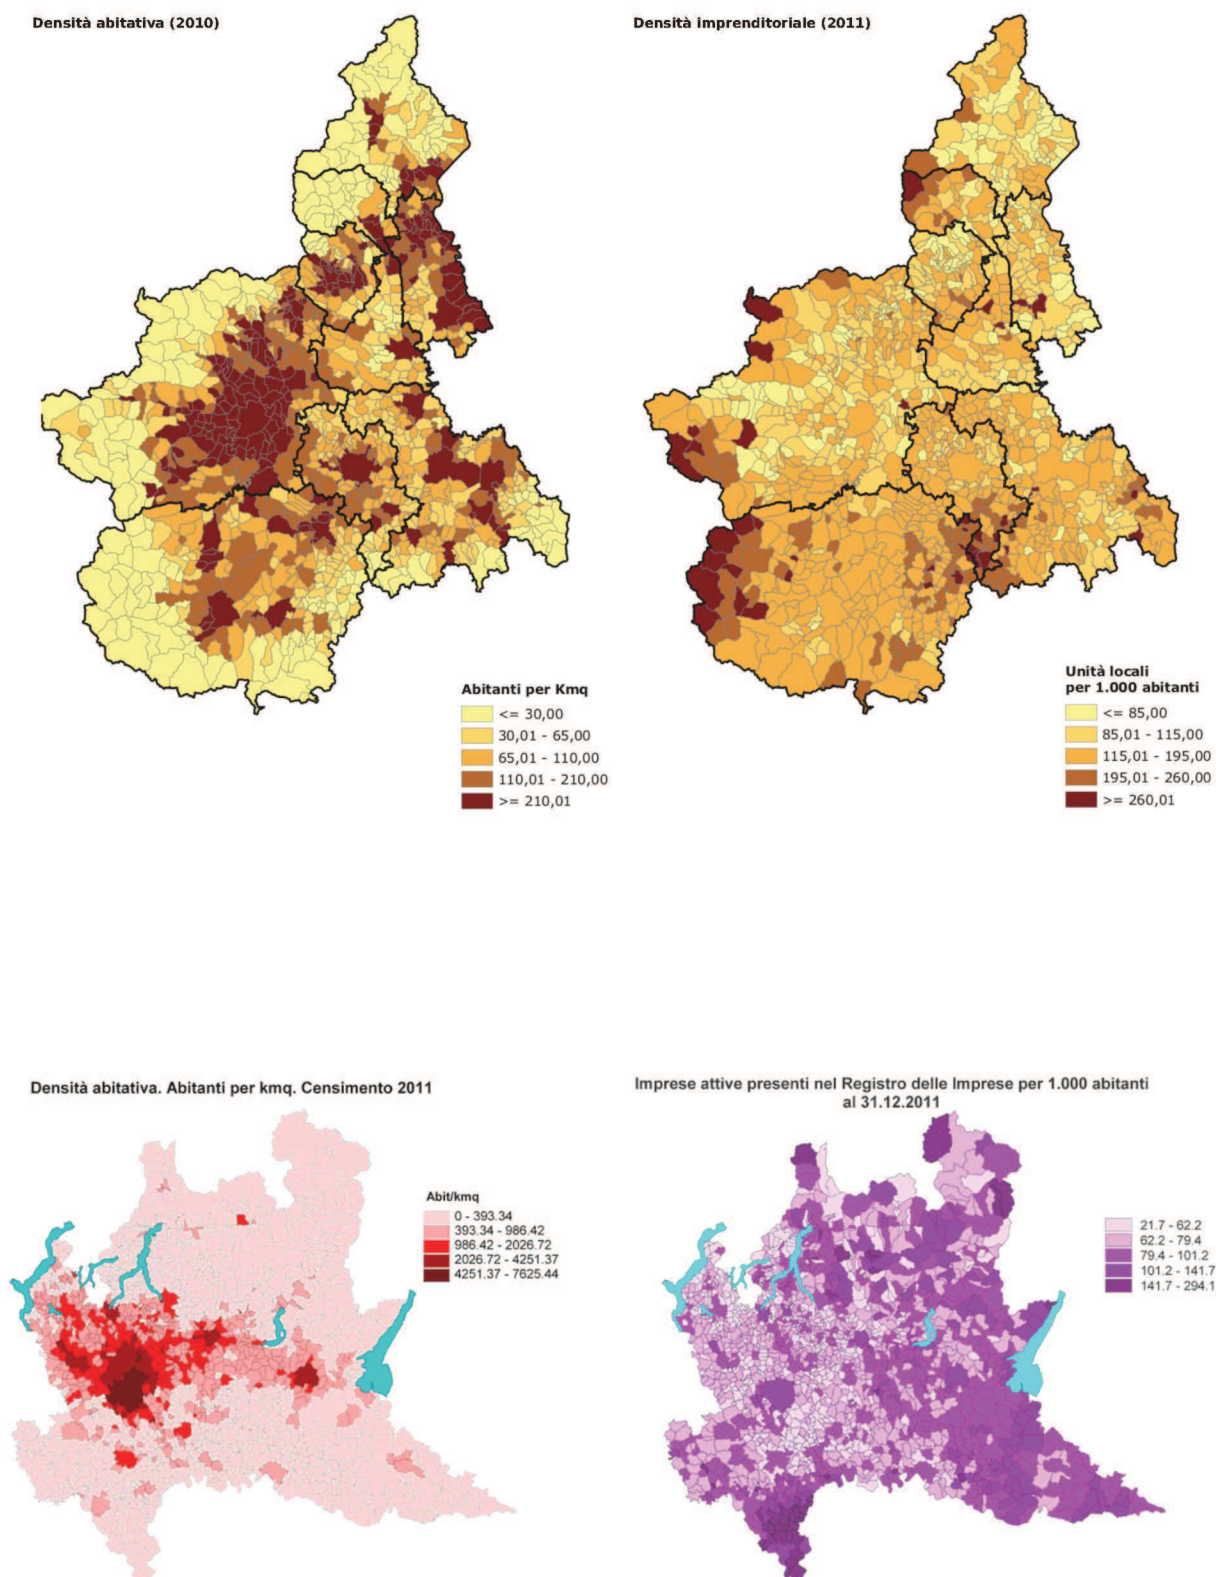 Densità abitativa (2010)
Densità imprenditoriale (2011)
Abitanti per Kmq
<= 30,00
30,01 - 65,00
65,01 - 110,00
110,01 - 210,00
>= 210,01
Unità locali
per 1.000 abitanti
<= 85,00
85,01 - 115,00
115,01 - 195,00
195,01 - 260,00
>= 260,01
Densità abitativa. Abitanti per kmq. Censimento 2011
Abit/kmq
0 - 393.34
393.34 - 986.42
986.42 - 2026.72
2026.72 - 4251.37
4251.37 - 7625.44
Imprese attive presenti nel Registro delle Imprese per 1.000 abitanti
al 31.12.2011
21.7 - 62.2
62.2 - 79.4
79.4 - 101.2
101.2 - 141.7
141.7 - 294.1